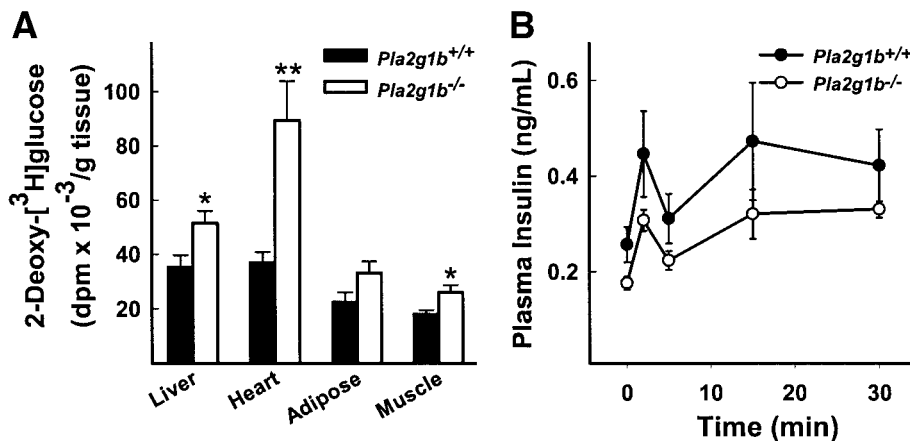 A
2-Deoxy-[³H]glucose
(dpm x 10⁻³/g tissue)
100
80
60
40
20
Pla2g1b⁺/⁺
Pla2g1b⁻/⁻
*
**
*
Liver
Heart
Adipose
Muscle
B
Plasma Insulin (ng/mL)
0.6
0.4
0.2
Pla2g1b⁺/⁺
Pla2g1b⁻/⁻
0
10
20
30
Time (min)